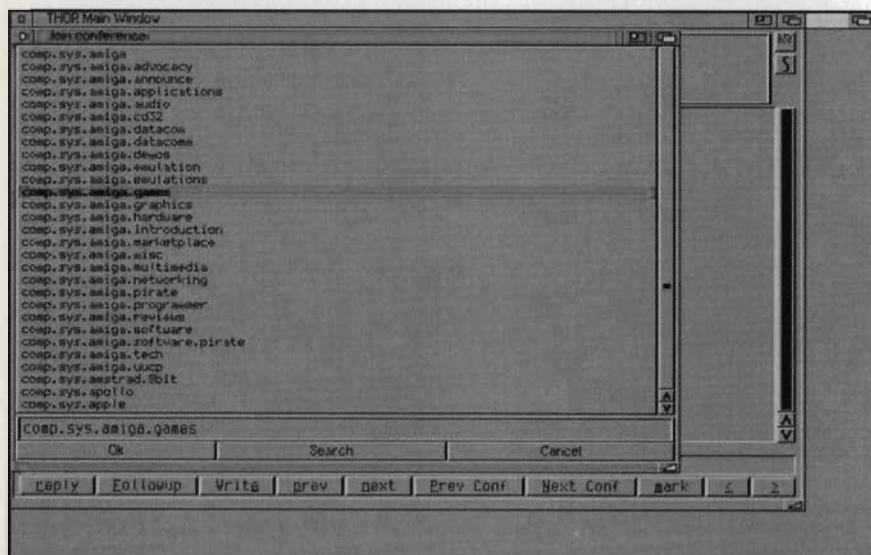 THOR Main Window
Join conference:
comp.sys.amiga
comp.sys.amiga.advocacy
comp.sys.amiga.announce
comp.sys.amiga.applications
comp.sys.amiga.audio
comp.sys.amiga.cd32
comp.sys.amiga.datacom
comp.sys.amiga.datacomm
comp.sys.amiga.demos
comp.sys.amiga.emulation
comp.sys.amiga.emulations
comp.sys.amiga.games
comp.sys.amiga.graphics
comp.sys.amiga.hardware
comp.sys.amiga.introduction
comp.sys.amiga.marketplace
comp.sys.amiga.misc
comp.sys.amiga.multimedia
comp.sys.amiga.networking
comp.sys.amiga.pirate
comp.sys.amiga.programmer
comp.sys.amiga.reviews
comp.sys.amiga.software
comp.sys.amiga.software.pirate
comp.sys.amiga.tech
comp.sys.amiga.uucp
comp.sys.amstrad.8bit
comp.sys.apollo
comp.sys.apple
comp.sys.amiga.games
Ok Search Cancel
reply Followup Write prev next Prev Conf Next Conf mark < >